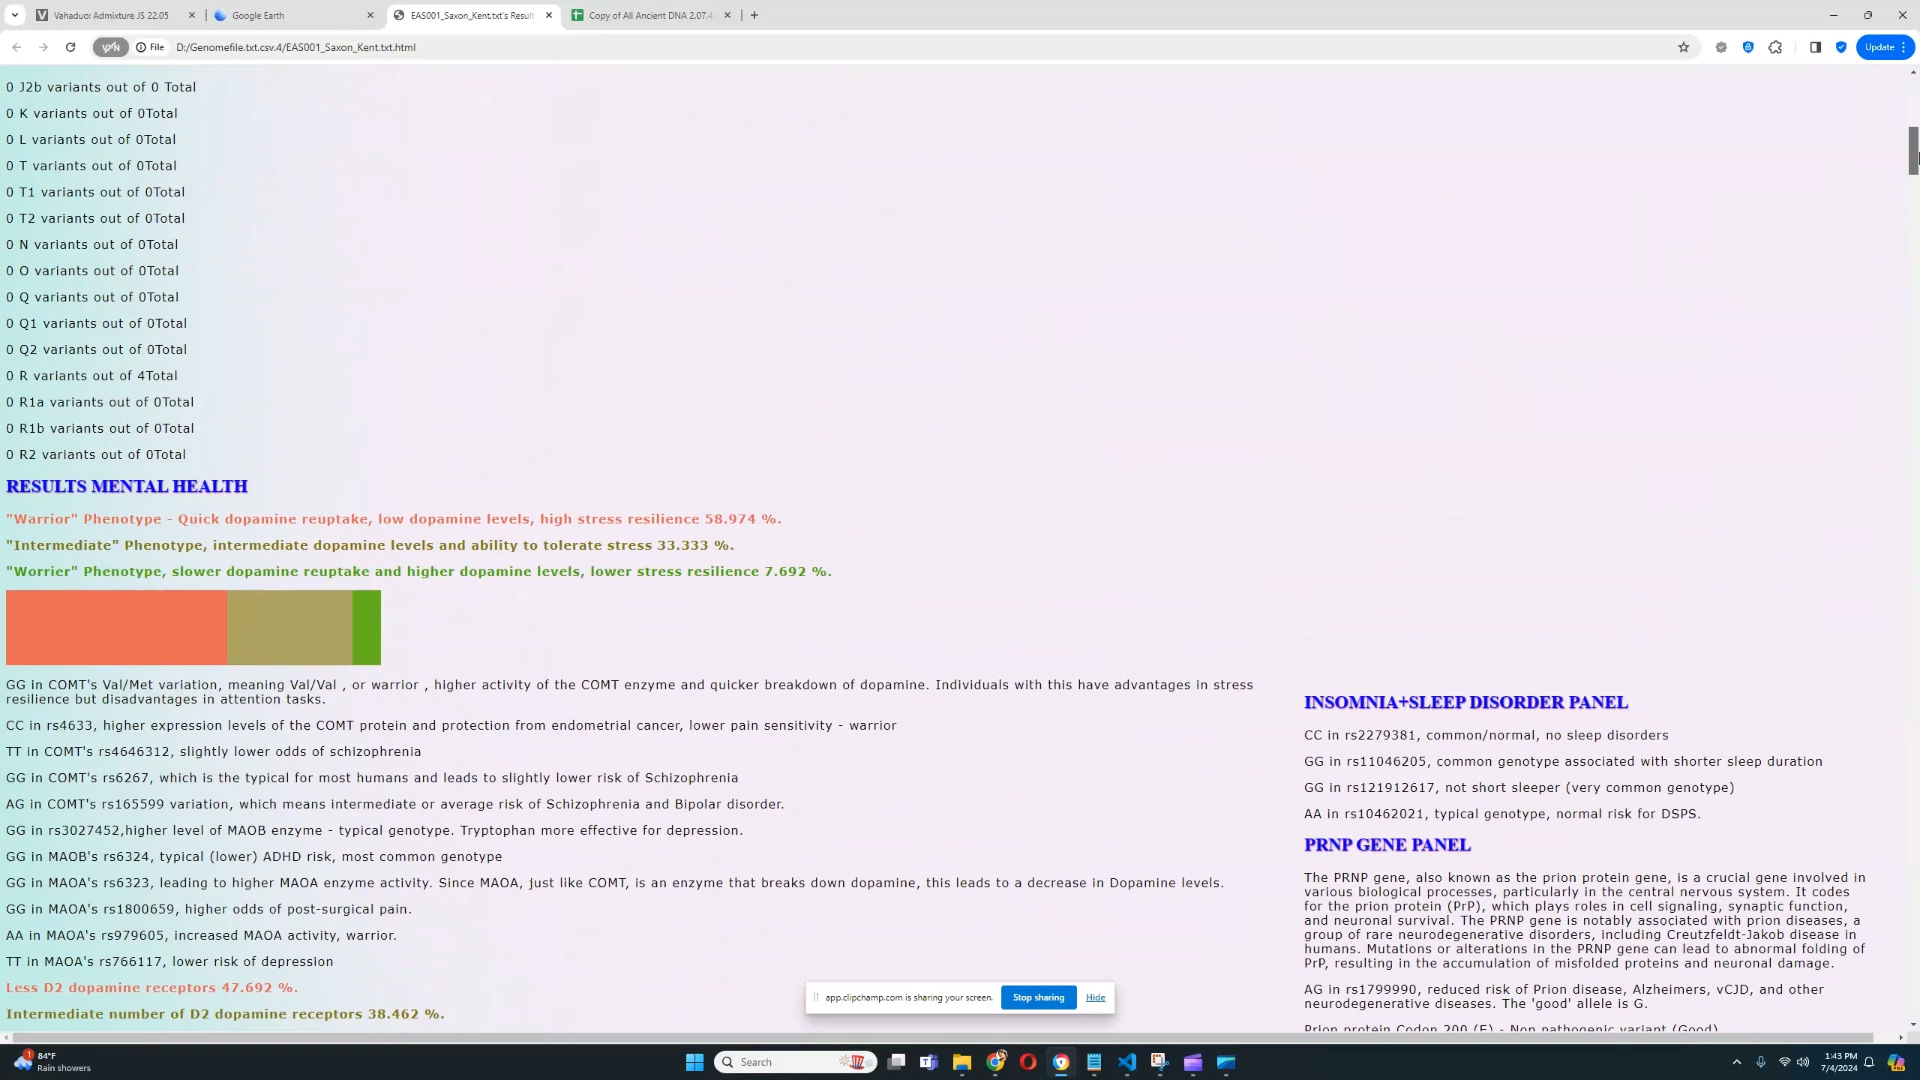 Vahaduo: Admixture JS 22.05
Google Earth
EAS001_Saxon_Kent.txt's Result
Copy of All Ancient DNA 2.07.4
VPN
File
D:/Genomefile.txt.csv.4/EAS001_Saxon_Kent.txt.html
Update
0 J2b variants out of 0 Total
0 K variants out of 0Total
0 L variants out of 0Total
0 T variants out of 0Total
0 T1 variants out of 0Total
0 T2 variants out of 0Total
0 N variants out of 0Total
0 O variants out of 0Total
0 Q variants out of 0Total
0 Q1 variants out of 0Total
0 Q2 variants out of 0Total
0 R variants out of 4Total
0 R1a variants out of 0Total
0 R1b variants out of 0Total
0 R2 variants out of 0Total
RESULTS MENTAL HEALTH
"Warrior" Phenotype - Quick dopamine reuptake, low dopamine levels, high stress resilience 58.974 %.
"Intermediate" Phenotype, intermediate dopamine levels and ability to tolerate stress 33.333 %.
"Worrier" Phenotype, slower dopamine reuptake and higher dopamine levels, lower stress resilience 7.692 %.
GG in COMT's Val/Met variation, meaning Val/Val , or warrior , higher activity of the COMT enzyme and quicker breakdown of dopamine. Individuals with this have advantages in stress
resilience but disadvantages in attention tasks.
CC in rs4633, higher expression levels of the COMT protein and protection from endometrial cancer, lower pain sensitivity - warrior
TT in COMT's rs4646312, slightly lower odds of schizophrenia
GG in COMT's rs6267, which is the typical for most humans and leads to slightly lower risk of Schizophrenia
AG in COMT's rs165599 variation, which means intermediate or average risk of Schizophrenia and Bipolar disorder.
GG in rs3027452,higher level of MAOB enzyme - typical genotype. Tryptophan more effective for depression.
GG in MAOB's rs6324, typical (lower) ADHD risk, most common genotype
GG in MAOA's rs6323, leading to higher MAOA enzyme activity. Since MAOA, just like COMT, is an enzyme that breaks down dopamine, this leads to a decrease in Dopamine levels.
GG in MAOA's rs1800659, higher odds of post-surgical pain.
AA in MAOA's rs979605, increased MAOA activity, warrior.
TT in MAOA's rs766117, lower risk of depression
Less D2 dopamine receptors 47.692 %.
Intermediate number of D2 dopamine receptors 38.462 %.
INSOMNIA+SLEEP DISORDER PANEL
CC in rs2279381, common/normal, no sleep disorders
GG in rs11046205, common genotype associated with shorter sleep duration
GG in rs121912617, not short sleeper (very common genotype)
AA in rs10462021, typical genotype, normal risk for DSPS.
PRNP GENE PANEL
The PRNP gene, also known as the prion protein gene, is a crucial gene involved in
various biological processes, particularly in the central nervous system. It codes
for the prion protein (PrP), which plays roles in cell signaling, synaptic function,
and neuronal survival. The PRNP gene is notably associated with prion diseases, a
group of rare neurodegenerative disorders, including Creutzfeldt-Jakob disease in
humans. Mutations or alterations in the PRNP gene can lead to abnormal folding of
PrP, resulting in the accumulation of misfolded proteins and neuronal damage.
AG in rs1799990, reduced risk of Prion disease, Alzheimers, vCJD, and other
neurodegenerative diseases. The 'good' allele is G.
Prion protein Codon 200 (E) - Non pathogenic variant (Good)
app.clipchamp.com is sharing your screen.
Stop sharing
Hide
1
84°F
Rain showers
Search
1:43 PM
7/4/2024